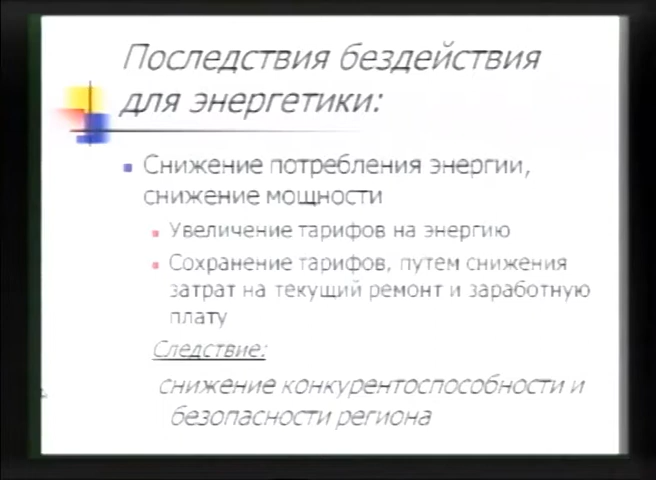 Последствия бездействия
для энергетики:
Снижение потребления энергии,
снижение мощности
Увеличение тарифов на энергию
Сохранение тарифов, путем снижения
затрат на текущий ремонт и заработную
плату
Следствие:
снижение конкурентоспособности и
безопасности региона